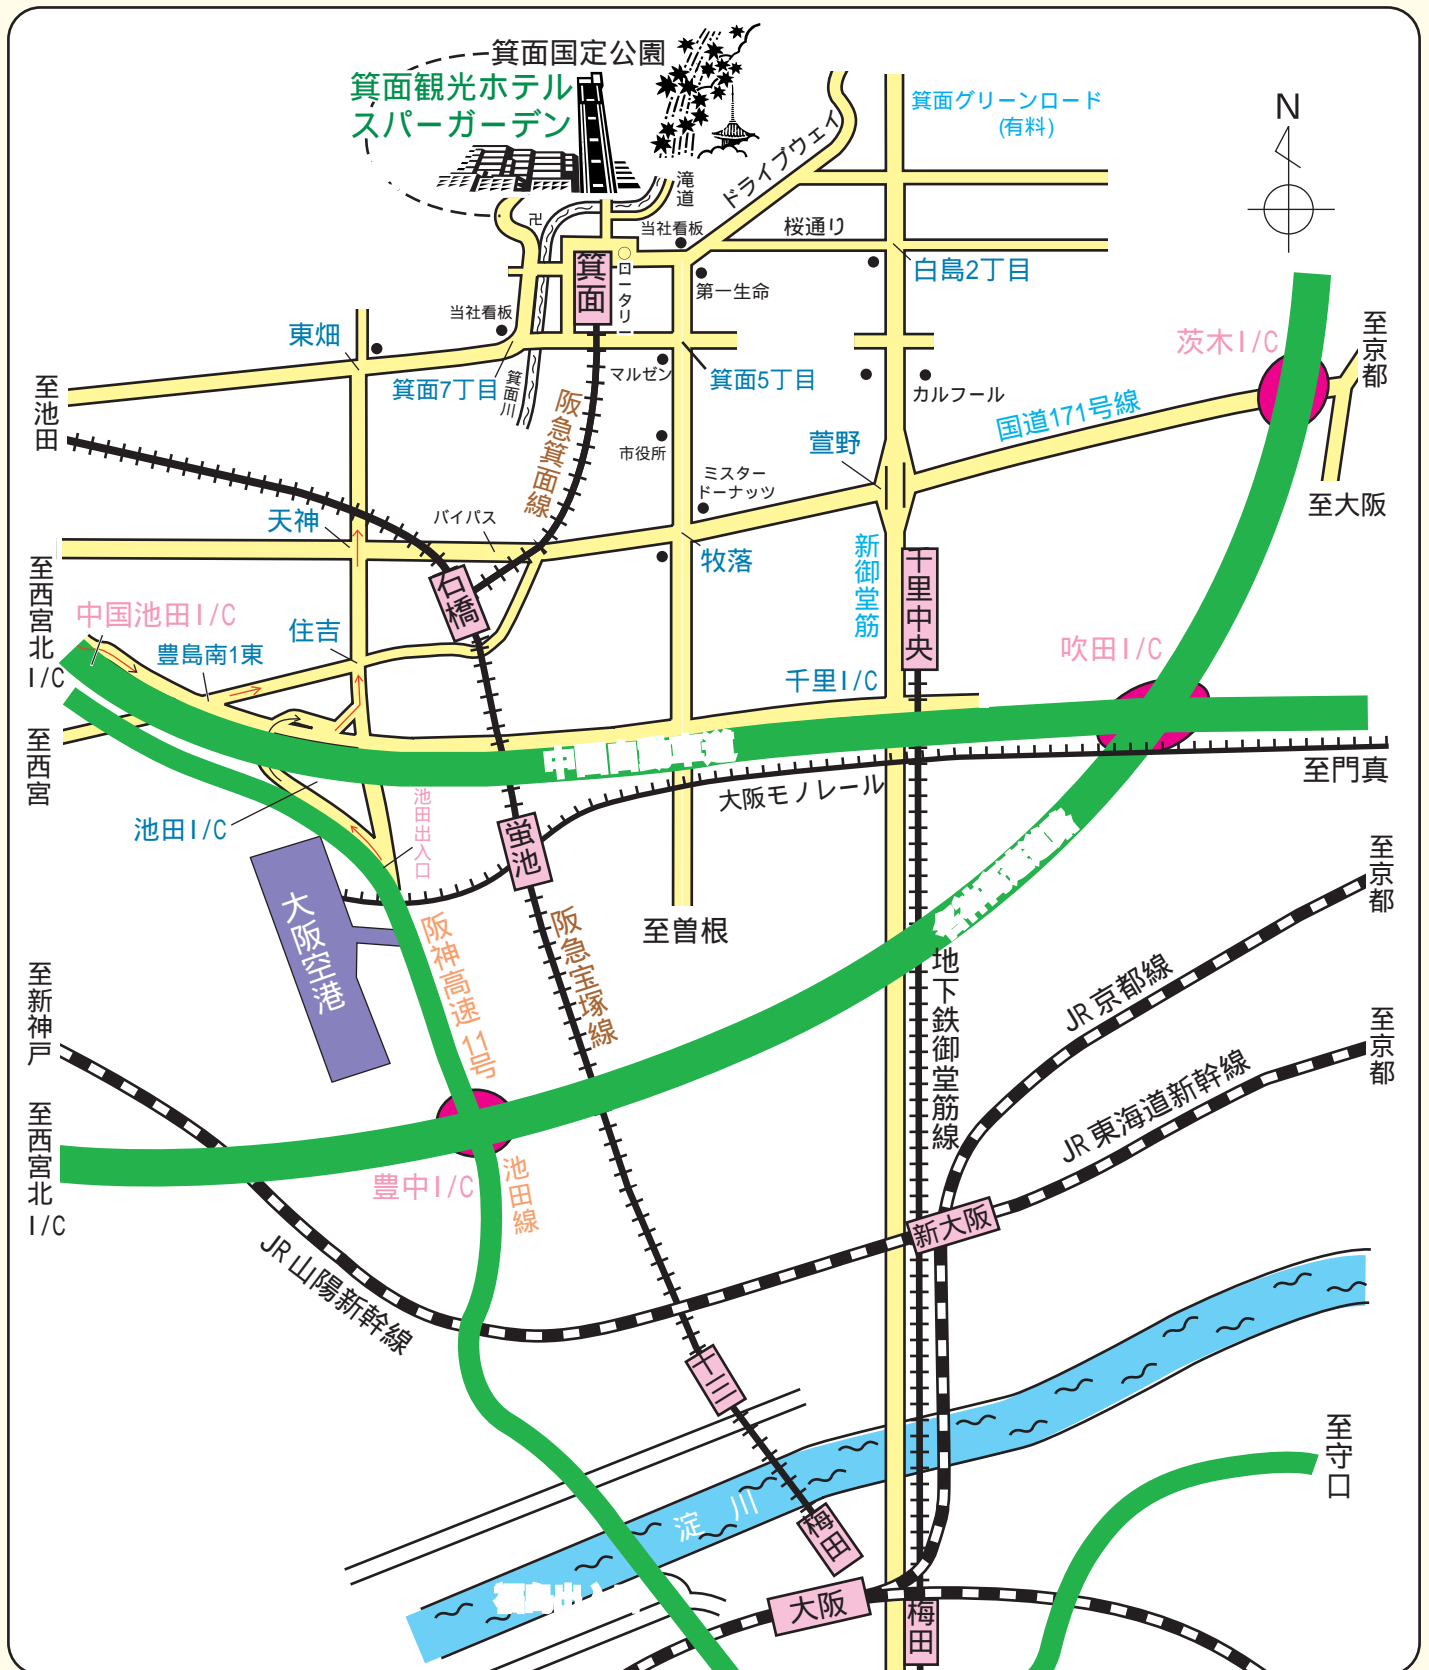 箕面国定公園
箕面観光ホテル
スパーガーデン
箕面グリーンロード
(有料)
N
ドライブウェイ
滝道
卍
当社看板
桜通り
白島2丁目
箕面
ロータリー
第一生命
当社看板
東畑
茨木I/C
至京都
至池田
箕面7丁目
箕面川
マルゼン
箕面5丁目
カルフール
国道171号線
阪急箕面線
市役所
萱野
ミスター
ドーナッツ
至大阪
天神
バイパス
牧落
新御堂筋
千里中央
至西宮北
I/C
中国池田I/C
石橋
住吉
豊島南1東
吹田I/C
千里I/C
至西宮
至門真
大阪モノレール
池田I/C
池田出入口
蛍池
至京都
大阪空港
阪神高速11号
阪急宝塚線
至曽根
地下鉄御堂筋線
至新神戸
JR京都線
至京都
JR東海道新幹線
至西宮北
I/C
豊中I/C
池田線
新大阪
JR山陽新幹線
十三
至守口
淀川
梅田
大阪
梅田